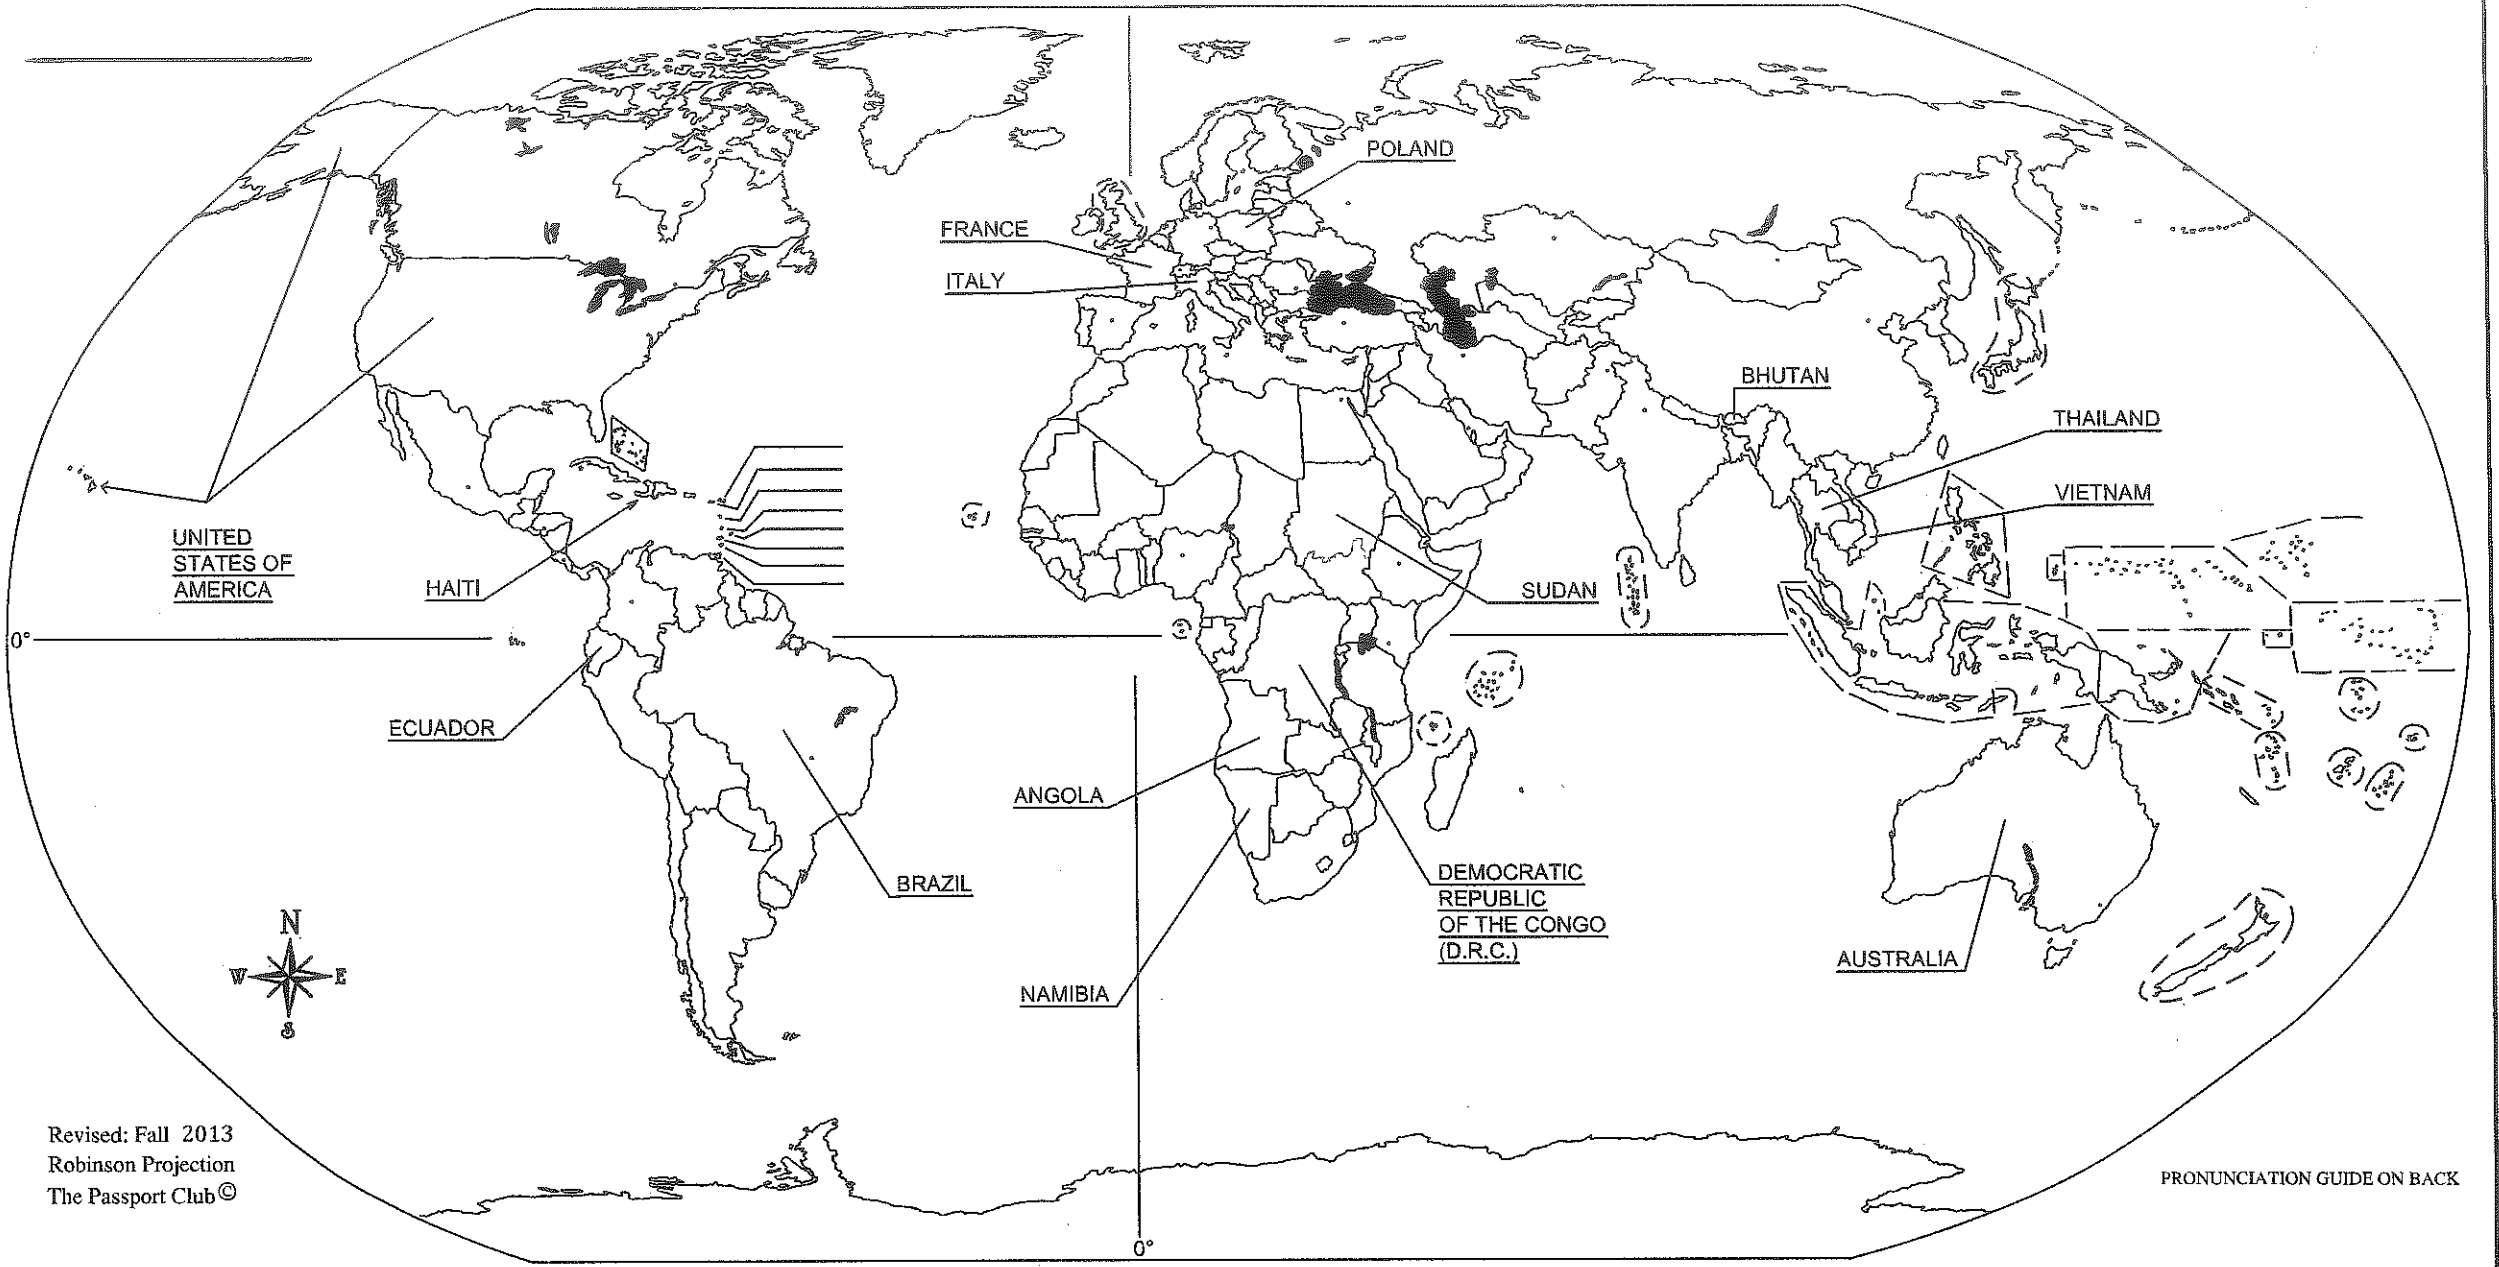 POLAND
FRANCE
ITALY
BHUTAN
THAILAND
VIETNAM
UNITED
STATES OF
AMERICA
HAITI
SUDAN
0°
ECUADOR
ANGOLA
BRAZIL
DEMOCRATIC
REPUBLIC
OF THE CONGO
(D.R.C.)
AUSTRALIA
NAMIBIA
N
W E
S
Revised: Fall 2013
Robinson Projection
The Passport Club©
PRONUNCIATION GUIDE ON BACK
0°